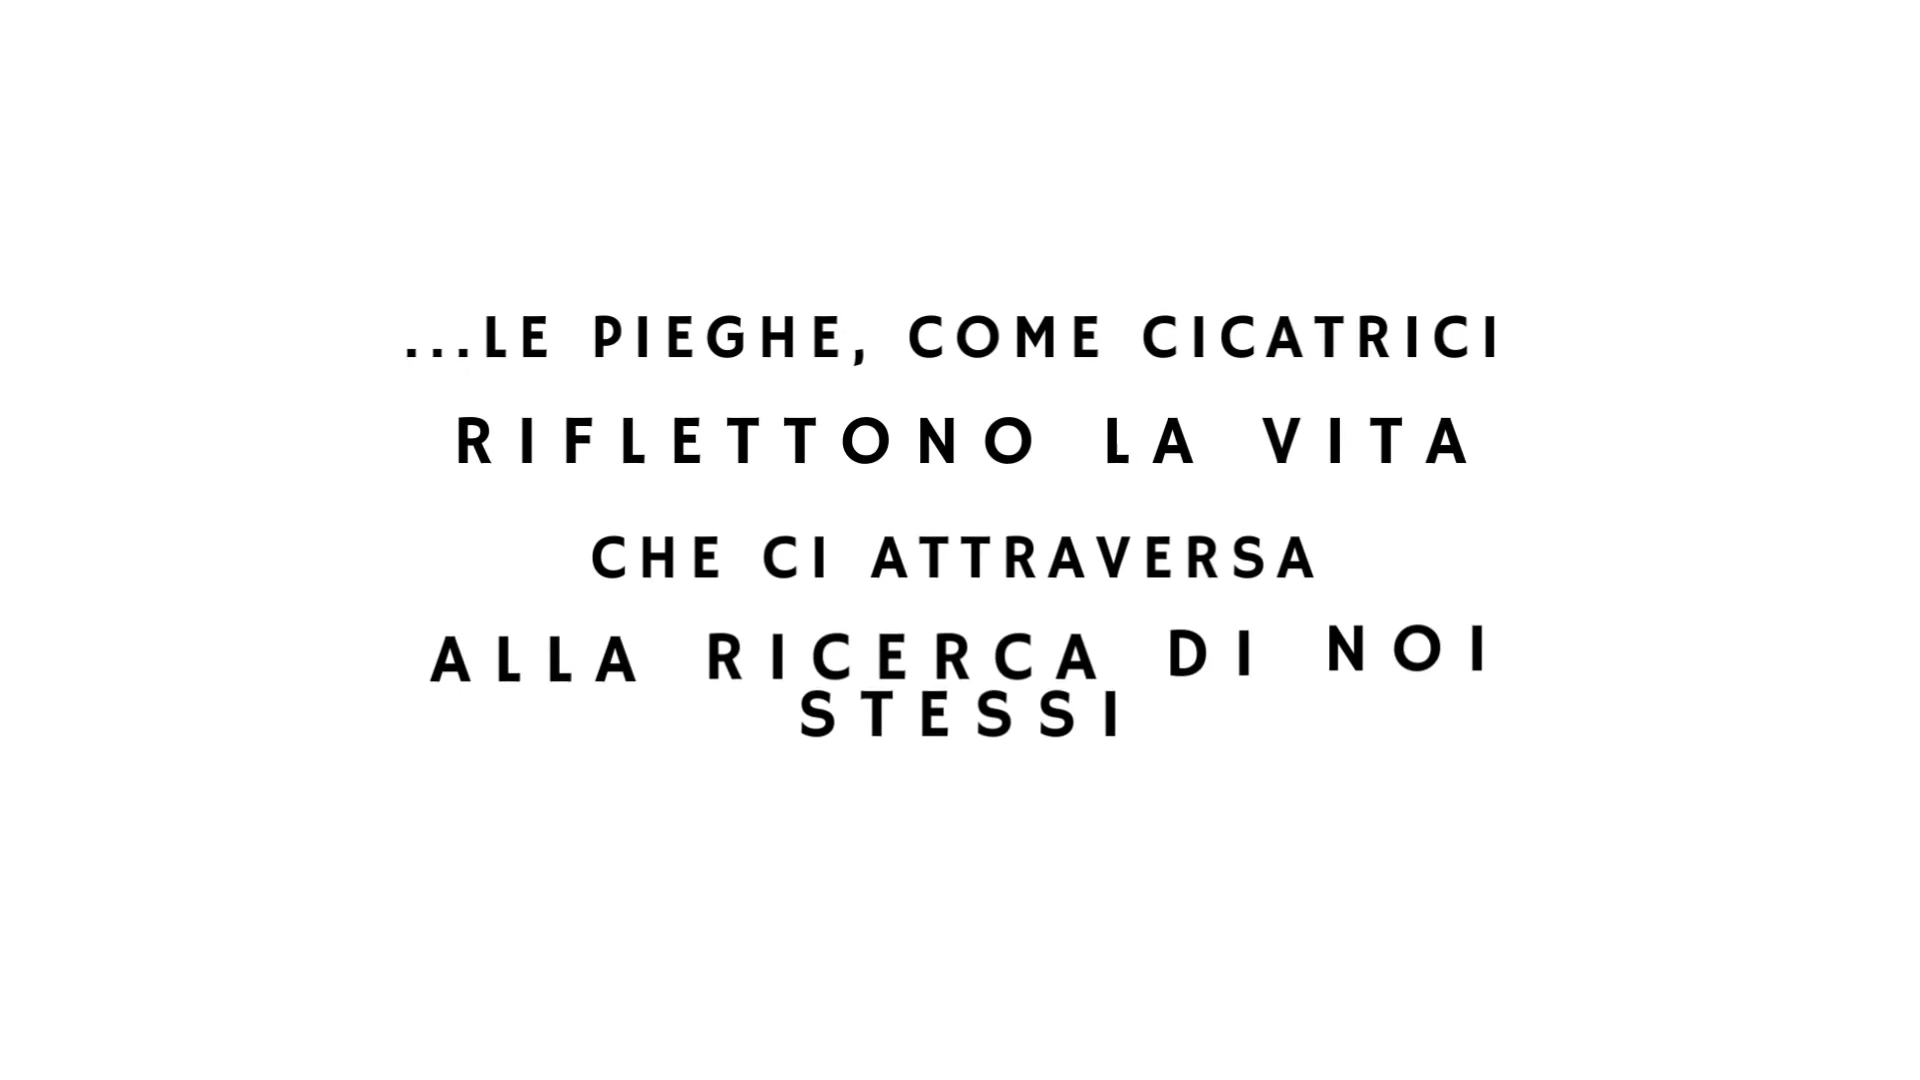 ...LE PIEGHE, COME CICATRICI
RIFLETTONO LA VITA
CHE CI ATTRAVERSA
ALLA RICERCA DI NOI
STESSI